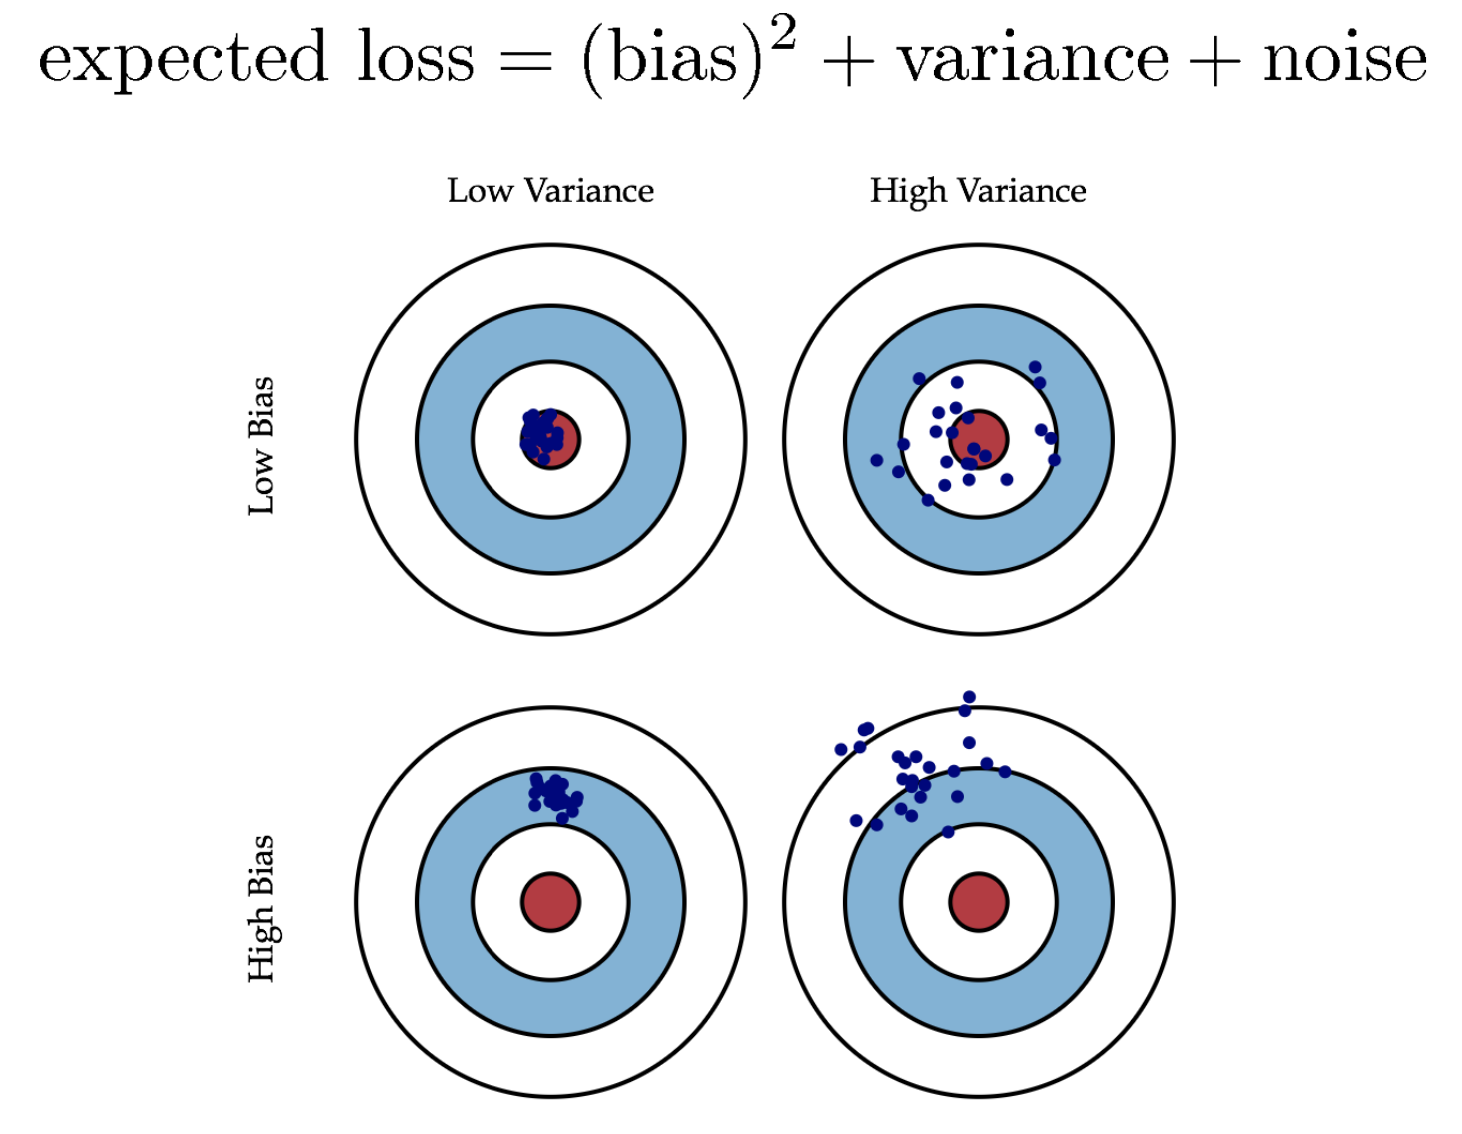 expected loss = (bias)² + variance + noise
Low Variance
High Variance
Low Bias
High Bias